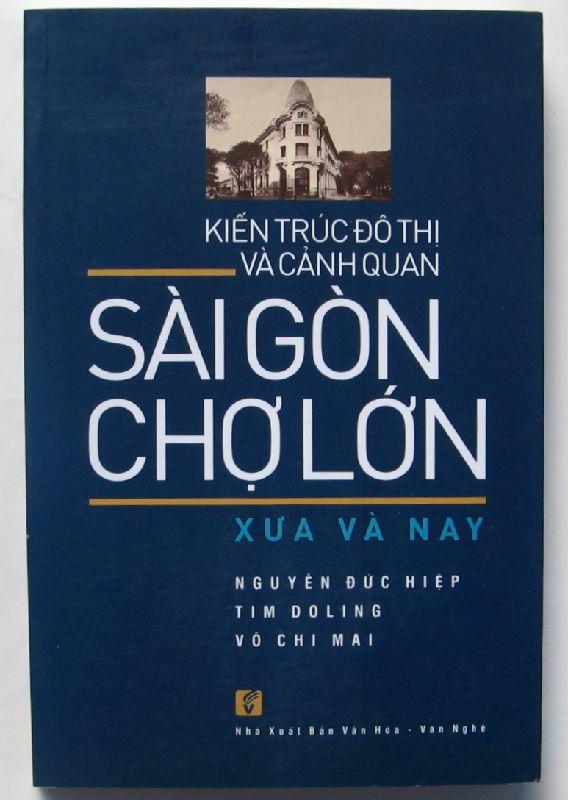 KIẾN TRÚC ĐÔ THỊ
VÀ CẢNH QUAN
SÀI GÒN
CHỢ LỚN
XƯA VÀ NAY
NGUYỄN ĐỨC HIỆP
TIM DOLING
VÕ CHI MAI
V
Nhà Xuất Bản Văn Hóa - Văn Nghệ